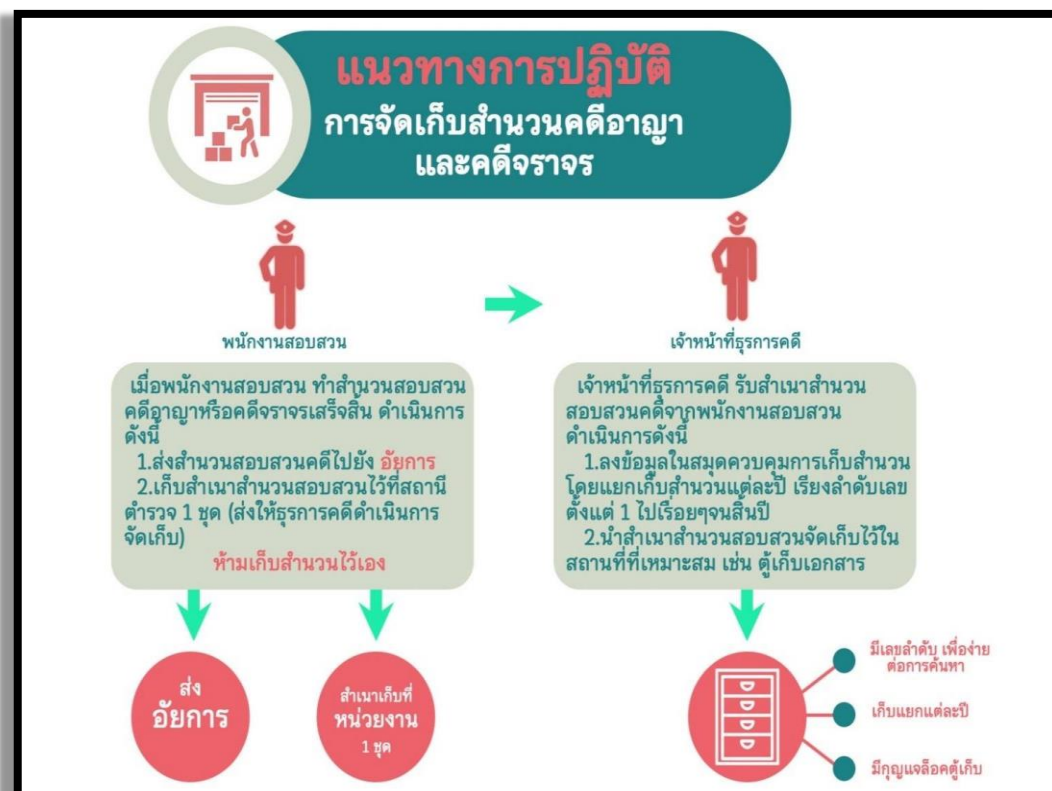 แนวทางการปฏิบัติ
การจัดเก็บสำนวนคดีอาญา
และคดีจราจร
พนักงานสอบสวน
เมื่อพนักงานสอบสวน ทำสำนวนสอบสวน
คดีอาญาหรือคดีจราจรเสร็จสิ้น ดำเนินการ
ดังนี้
1.ส่งสำนวนสอบสวนคดีไปยัง อัยการ
2.เก็บสำเนาสำนวนสอบสวนไว้ที่สถานี
ตำรวจ 1 ชุด (ส่งให้ธุรการคดีดำเนินการ
จัดเก็บ)
ห้ามเก็บสำนวนไว้เอง
ส่ง
อัยการ
สำเนาเก็บที่
หน่วยงาน
1 ชุด
เจ้าหน้าที่ธุรการคดี
เจ้าหน้าที่ธุรการคดี รับสำเนาสำนวน
สอบสวนคดีจากพนักงานสอบสวน
ดำเนินการดังนี้
1.ลงข้อมูลในสมุดควบคุมการเก็บสำนวน
โดยแยกเก็บสำนวนแต่ละปี เรียงลำดับเลข
ตั้งแต่ 1 ไปเรื่อยๆจนสิ้นปี
2.นำสำเนาสำนวนสอบสวนจัดเก็บไว้ใน
สถานที่ที่เหมาะสม เช่น ตู้เก็บเอกสาร
มีเลขลำดับ เพื่อง่าย
ต่อการค้นหา
เก็บแยกแต่ละปี
มีกุญแจล็อคตู้เก็บ